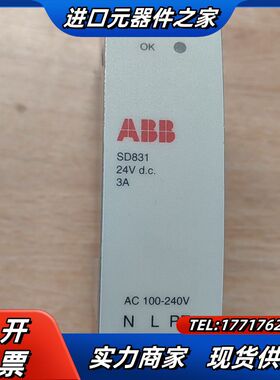 进口元器件之家
OK
ABB
SD831
24V d.c.
3A
AC 100-240V
N L
开票
TEL:1771762
实力商家 现货供应